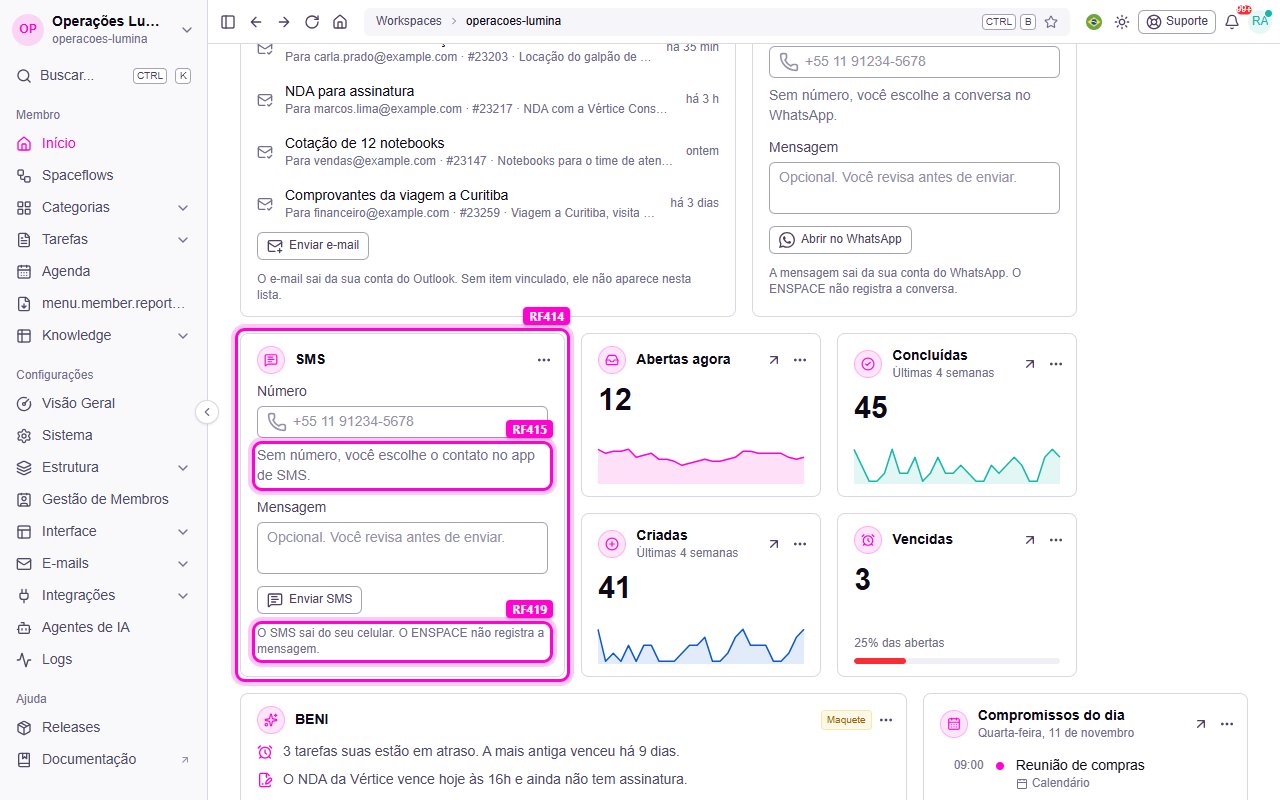 OP
Operações Lu...
operacoes-lumina
Buscar...
CTRL
K
Membro
Início
Spaceflows
Categorias
Tarefas
Agenda
menu.member.report...
Knowledge
Configurações
Visão Geral
Sistema
Estrutura
Gestão de Membros
Interface
E-mails
Integrações
Agentes de IA
Logs
Ajuda
Releases
Documentação
Workspaces > operacoes-lumina
CTRL
B
Suporte
99+
RA
há 35 min
Para carla.prado@example.com · #23203 · Locação do galpão de ...
NDA para assinatura
Para marcos.lima@example.com · #23217 · NDA com a Vértice Cons...
há 3 h
Cotação de 12 notebooks
Para vendas@example.com · #23147 · Notebooks para o time de aten...
ontem
Comprovantes da viagem a Curitiba
Para financeiro@example.com · #23259 · Viagem a Curitiba, visita ...
há 3 dias
Enviar e-mail
O e-mail sai da sua conta do Outlook. Sem item vinculado, ele não aparece nesta
lista.
+55 11 91234-5678
Sem número, você escolhe a conversa no
WhatsApp.
Mensagem
Opcional. Você revisa antes de enviar.
Abrir no WhatsApp
A mensagem sai da sua conta do WhatsApp. O
ENSPACE não registra a conversa.
RF414
SMS
Número
+55 11 91234-5678
RF415
Sem número, você escolhe o contato no app
de SMS.
Mensagem
Opcional. Você revisa antes de enviar.
Enviar SMS
RF419
O SMS sai do seu celular. O ENSPACE não registra a
mensagem.
Abertas agora
12
Concluídas
Últimas 4 semanas
45
Criadas
Últimas 4 semanas
41
Vencidas
3
25% das abertas
BENI
Maquete
3 tarefas suas estão em atraso. A mais antiga venceu há 9 dias.
O NDA da Vértice vence hoje às 16h e ainda não tem assinatura.
Compromissos do dia
Quarta-feira, 11 de novembro
09:00
Reunião de compras
Calendário